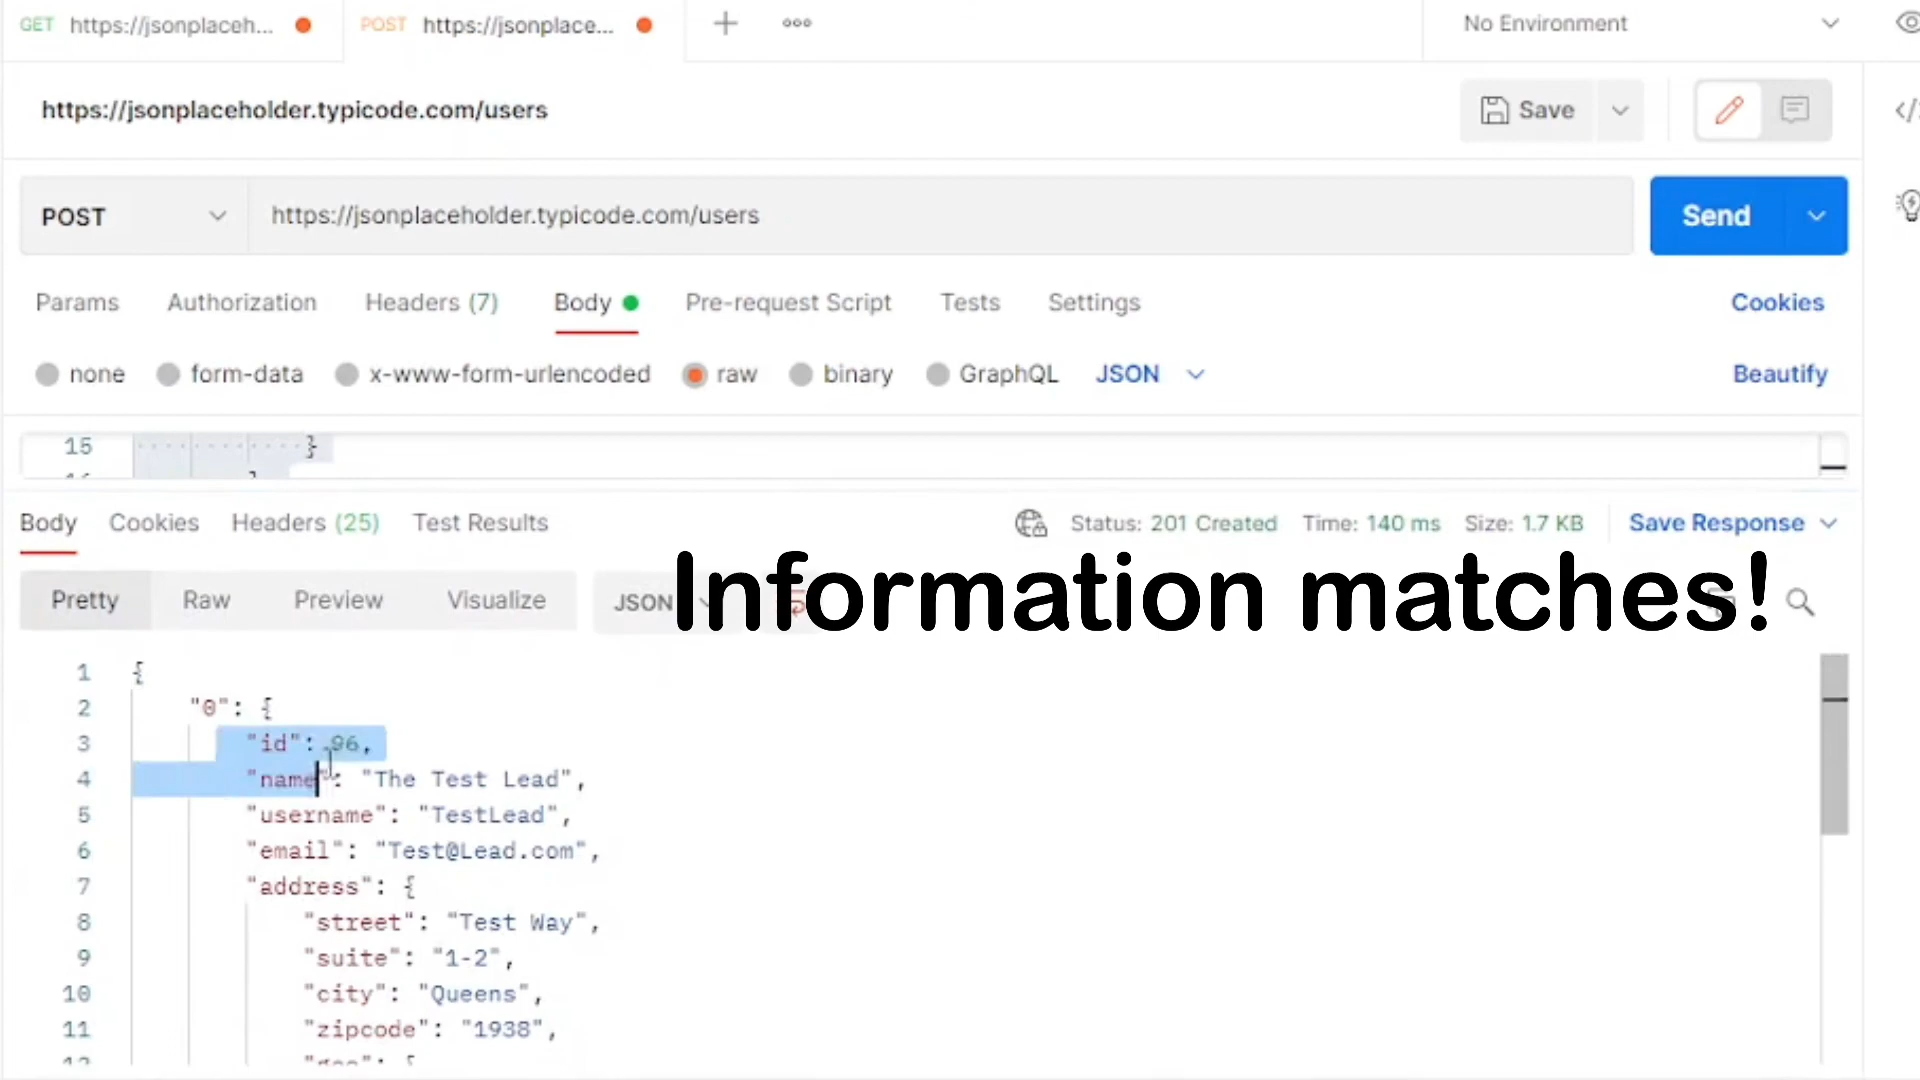 GET https://jsonplaceh... POST https://jsonplace... No Environment
https://jsonplaceholder.typicode.com/users Save
POST https://jsonplaceholder.typicode.com/users Send
Params Authorization Headers (7) Body Pre-request Script Tests Settings Cookies
none form-data x-www-form-urlencoded raw binary GraphQL JSON Beautify
15 }
Body Cookies Headers (25) Test Results Status: 201 Created Time: 140 ms Size: 1.7 KB Save Response
Information matches!
Pretty Raw Preview Visualize JSON
1 {
2 "0": {
3 "id": 96,
4 "name": "The Test Lead",
5 "username": "TestLead",
6 "email": "Test@Lead.com",
7 "address": {
8 "street": "Test Way",
9 "suite": "1-2",
10 "city": "Queens",
11 "zipcode": "1938",